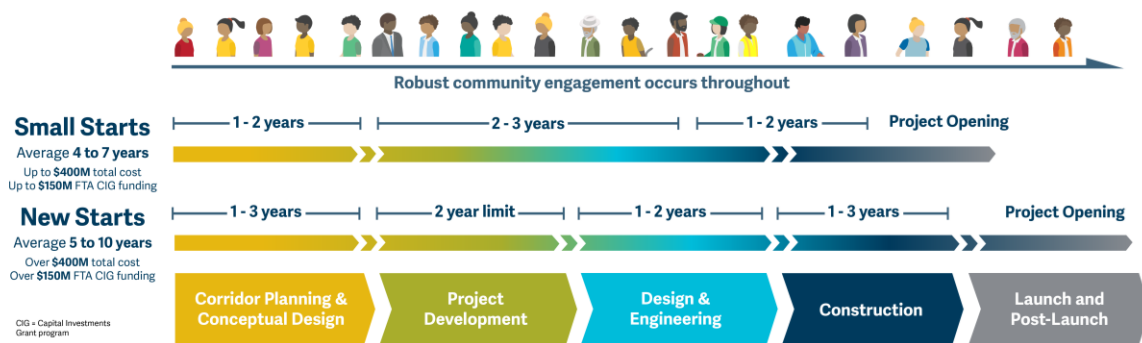 Robust community engagement occurs throughout
Small Starts
Average 4 to 7 years
Up to $400M total cost
Up to $150M FTA CIG funding
1 - 2 years
2 - 3 years
1 - 2 years
Project Opening
New Starts
Average 5 to 10 years
Over $400M total cost
Over $150M FTA CIG funding
1 - 3 years
2 year limit
1 - 2 years
1 - 3 years
Project Opening
Corridor Planning &
Conceptual Design
Project
Development
Design &
Engineering
Construction
Launch and
Post-Launch
CIG = Capital Investments
Grant program